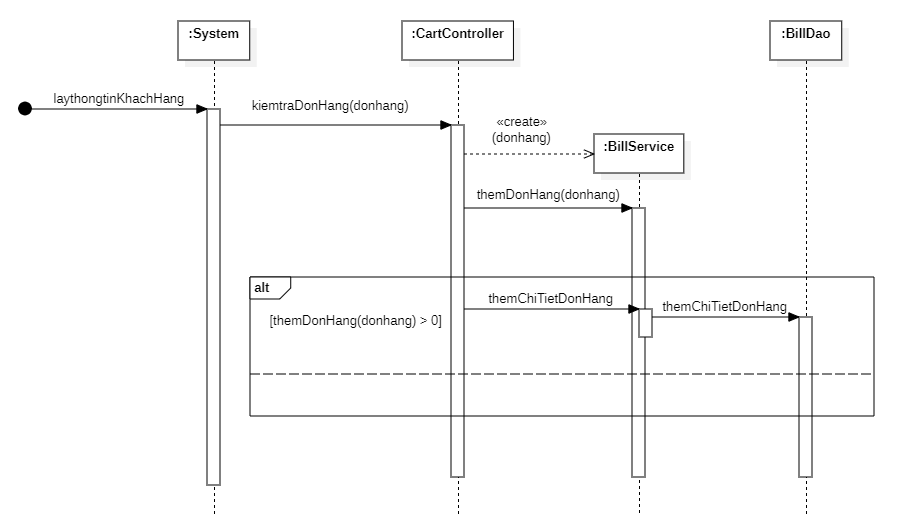 :System
:CartController
:BillDao
laythongtinKhachHang
kiemtraDonHang(donhang)
«create»
(donhang)
:BillService
themDonHang(donhang)
alt
themChiTietDonHang
themChiTietDonHang
[themDonHang(donhang) > 0]